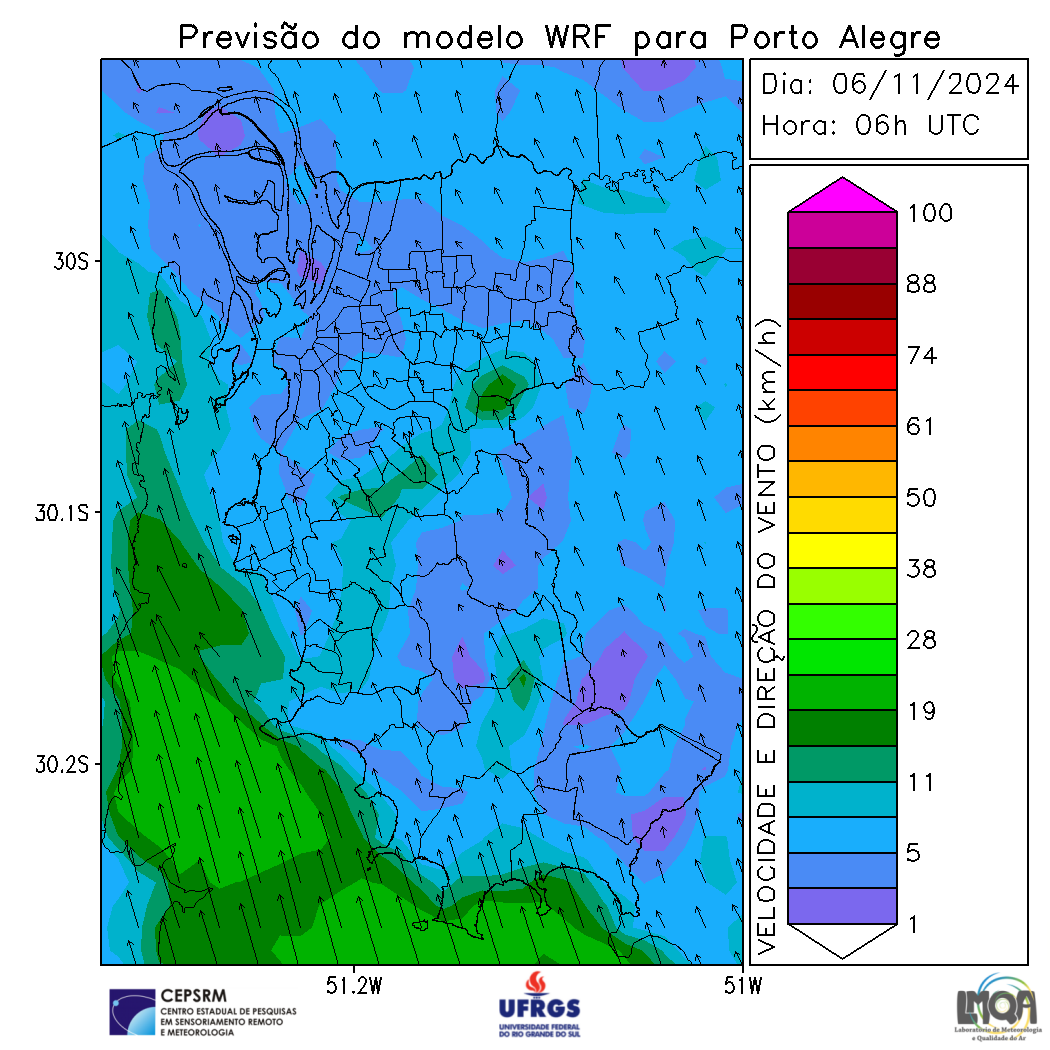 Previsão do modelo WRF para Porto Alegre
Dia: 06/11/2024
Hora: 06h UTC
30S
30.1S
30.2S
51.2W
51W
VELOCIDADE E DIREÇÃO DO VENTO (km/h)
100
88
74
61
50
38
28
19
11
5
1
CEPSRM
CENTRO ESTADUAL DE PESQUISAS
EM SENSORIAMENTO REMOTO
E METEOROLOGIA
UFRGS
UNIVERSIDADE FEDERAL
DO RIO GRANDE DO SUL
LMQA
Laboratório de Meteorologia
e Qualidade do Ar